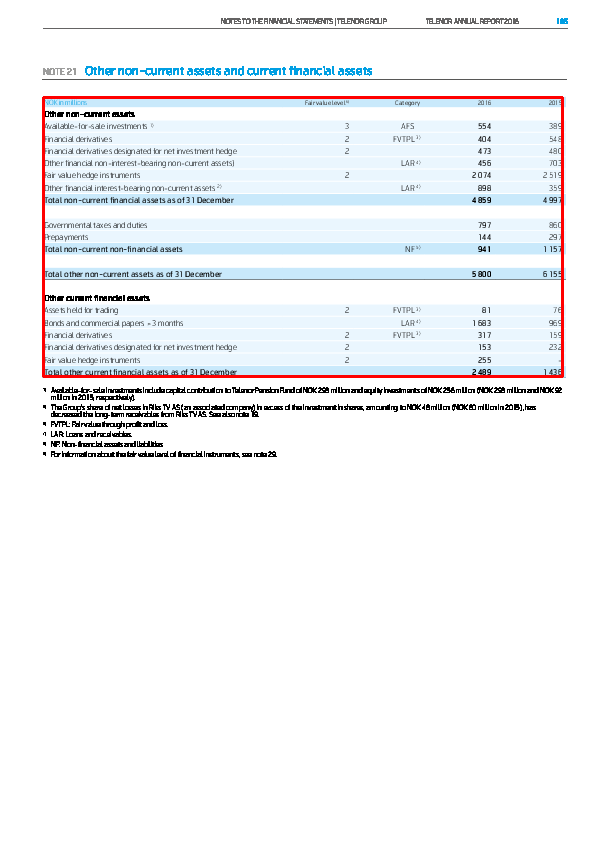 NOTES TO THE FINANCIAL STATEMENTS | TELENOR GROUP TELENOR ANNUAL REPORT 2016
NOTE 21 Other non-current assets and current financial assets
NOK in millions Fair value level 6) Category 2016 2015
Other non-current assets
Available-for-sale investments 1) 3 AFS 554 389
Financial derivatives 2 FVTPL 3) 404 548
Financial derivatives designated for net investment hedge 2 473 480
Other financial non-interest-bearing non-current assets) LAR 4) 456 703
Fair value hedge instruments 2 2 074 2 519
Other financial interest-bearing non-current assets 2) LAR 4) 898 359
Total non-current financial assets as of 31 December 4 859 4 997
Governmental taxes and duties 797 860
Prepayments 144 297
Total non-current non-financial assets NF 5) 941 1 157
Total other non-current assets as of 31 December 5 800 6 155
Other current financial assets
Assets held for trading 2 FVTPL 3) 81 76
Bonds and commercial papers > 3 months LAR 4) 1 683 969
Financial derivatives 2 FVTPL 3) 317 159
Financial derivatives designated for net investment hedge 2 153 232
Fair value hedge instruments 2 255 -
Total other current financial assets as of 31 December 2 489 1 436
1) Available-for-sale investments include capital contribution to Telenor Pension Fund of NOK 298 million and equity investments of NOK 256 million (NOK 298 million and NOK 92
million in 2015, respectively).
2) The Group's share of net losses in Riks TV AS (an associated company) in excess of the investment in shares, amounting to NOK 48 million (NOK 60 million in 2015), has
decreased the long-term receivables from Riks TV AS. See also note 19.
3) FVTPL: Fair value through profit and loss.
4) LAR: Loans and receivables.
5) NF: Non-financial assets and liabilities
6) For information about the fair value level of financial instruments, see note 29.